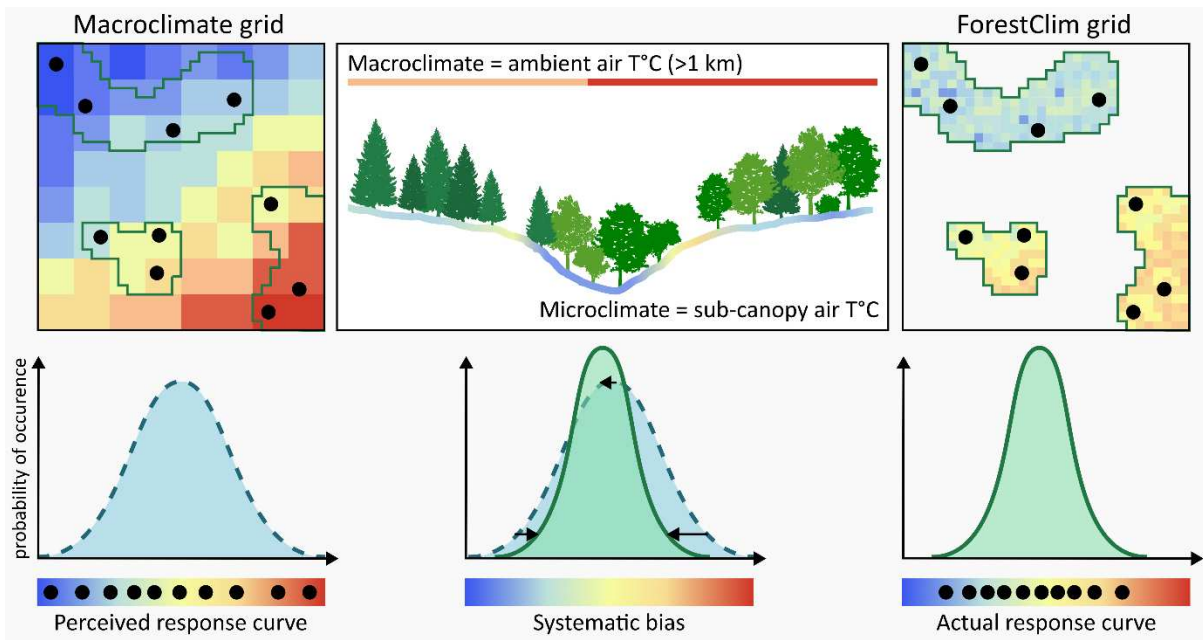 Macroclimate grid
ForestClim grid
Macroclimate = ambient air T°C (>1 km)
Microclimate = sub-canopy air T°C
probability of occurence
Perceived response curve
Systematic bias
Actual response curve